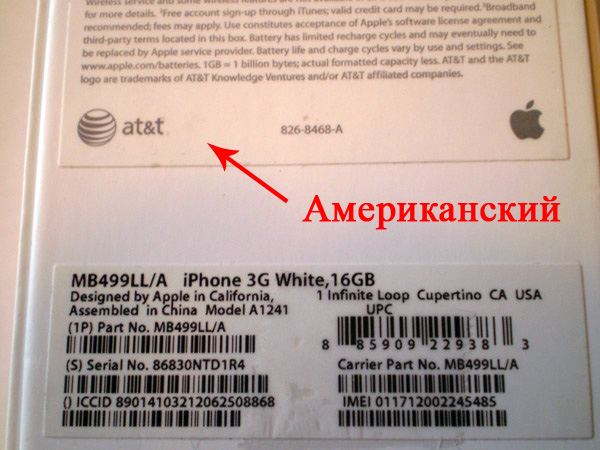 for more details. ²Free account sign-up through iTunes; valid credit card may be required. ³Broadband
recommended; fees may apply. Use constitutes acceptance of Apple's software license agreement and
third-party terms located in this box. Battery has limited recharge cycles and may eventually need to
be replaced by Apple service provider. Battery life and charge cycles vary by use and settings. See
www.apple.com/batteries. 1GB = 1 billion bytes; actual formatted capacity less. AT&T and the AT&T
logo are trademarks of AT&T Knowledge Ventures and/or AT&T affiliated companies.
at&t
826-8468-A
Американский
MB499LL/A iPhone 3G White,16GB
Designed by Apple in California, 1 Infinite Loop Cupertino CA USA
Assembled in China Model A1241 UPC
(1P) Part No. MB499LL/A
8 85909 22938 3
(S) Serial No. 86830NTD1R4 Carrier Part No. MB499LL/A
() ICCID 89014103212062508868 IMEI 011712002245485